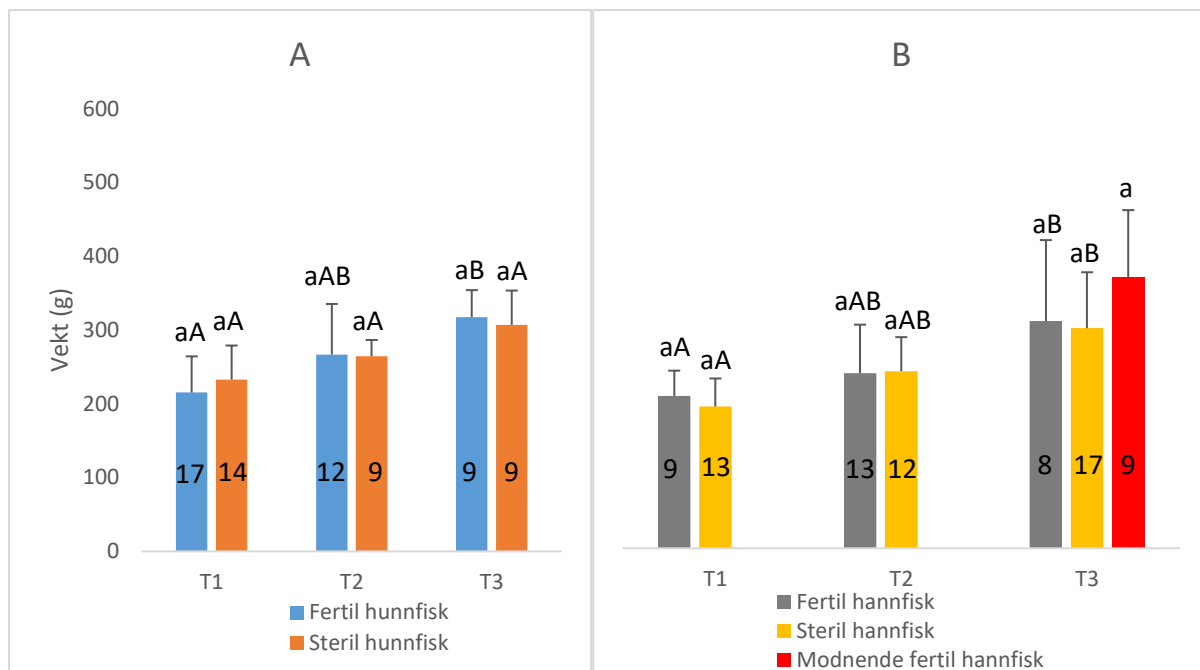 A
600
500
400
300
200
100
0
Vekt (g)
aA
aA
aAB
aA
aB
aA
17
14
12
9
9
9
T1
T2
T3
Fertil hunnfisk
Steril hunnfisk
B
aA
aA
aAB
aAB
aB
aB
a
9
13
13
12
8
17
9
T1
T2
T3
Fertil hannfisk
Steril hannfisk
Modnende fertil hannfisk